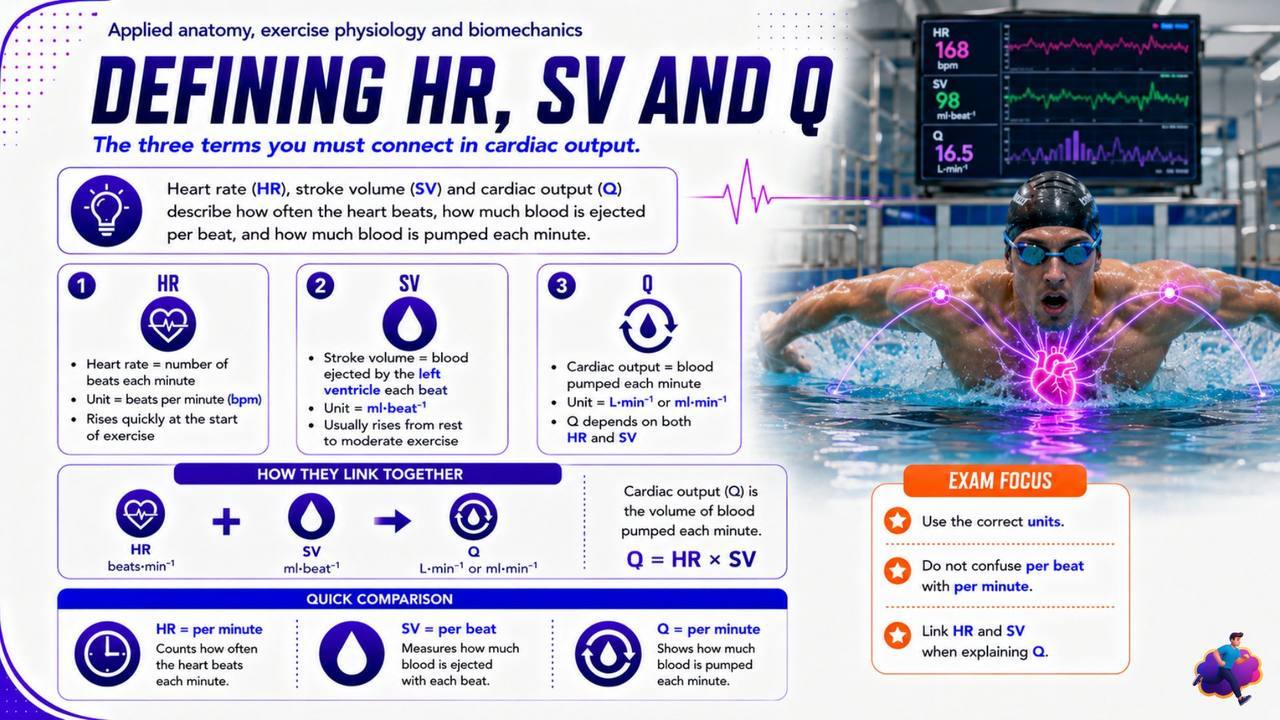 Applied anatomy, exercise physiology and biomechanics
DEFINING HR, SV AND Q
The three terms you must connect in cardiac output.
Heart rate (HR), stroke volume (SV) and cardiac output (Q)
describe how often the heart beats, how much blood is ejected
per beat, and how much blood is pumped each minute.
1
HR
• Heart rate = number of
beats each minute
• Unit = beats per minute (bpm)
• Rises quickly at the start
of exercise
2
SV
• Stroke volume = blood
ejected by the left
ventricle each beat
• Unit = ml·beat⁻¹
• Usually rises from rest
to moderate exercise
3
Q
• Cardiac output = blood
pumped each minute
• Unit = L·min⁻¹ or ml·min⁻¹
• Q depends on both
HR and SV
HOW THEY LINK TOGETHER
+
HR
beats·min⁻¹
SV
ml·beat⁻¹
Q
L·min⁻¹ or ml·min⁻¹
Cardiac output (Q) is
the volume of blood
pumped each minute.
Q = HR × SV
QUICK COMPARISON
HR = per minute
Counts how often
the heart beats
each minute.
SV = per beat
Measures how much
blood is ejected
with each beat.
Q = per minute
Shows how much
blood is pumped
each minute.
HR
168
bpm
SV
98
ml·beat⁻¹
Q
16.5
L·min⁻¹
EXAM FOCUS
Use the correct units.
Do not confuse per beat
with per minute.
Link HR and SV
when explaining Q.